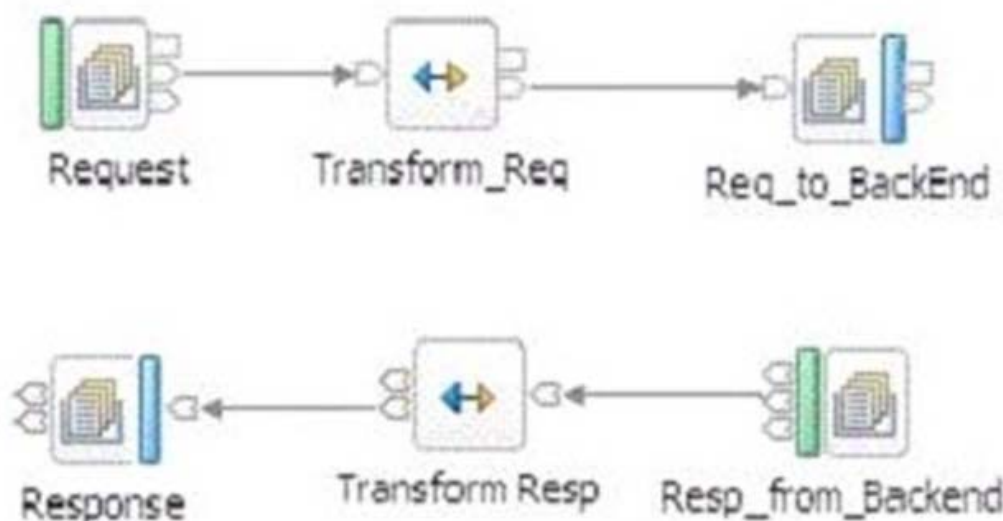 Request
Transform_Req
Req_to_BackEnd
Response
Transform Resp
Resp_from_Backend